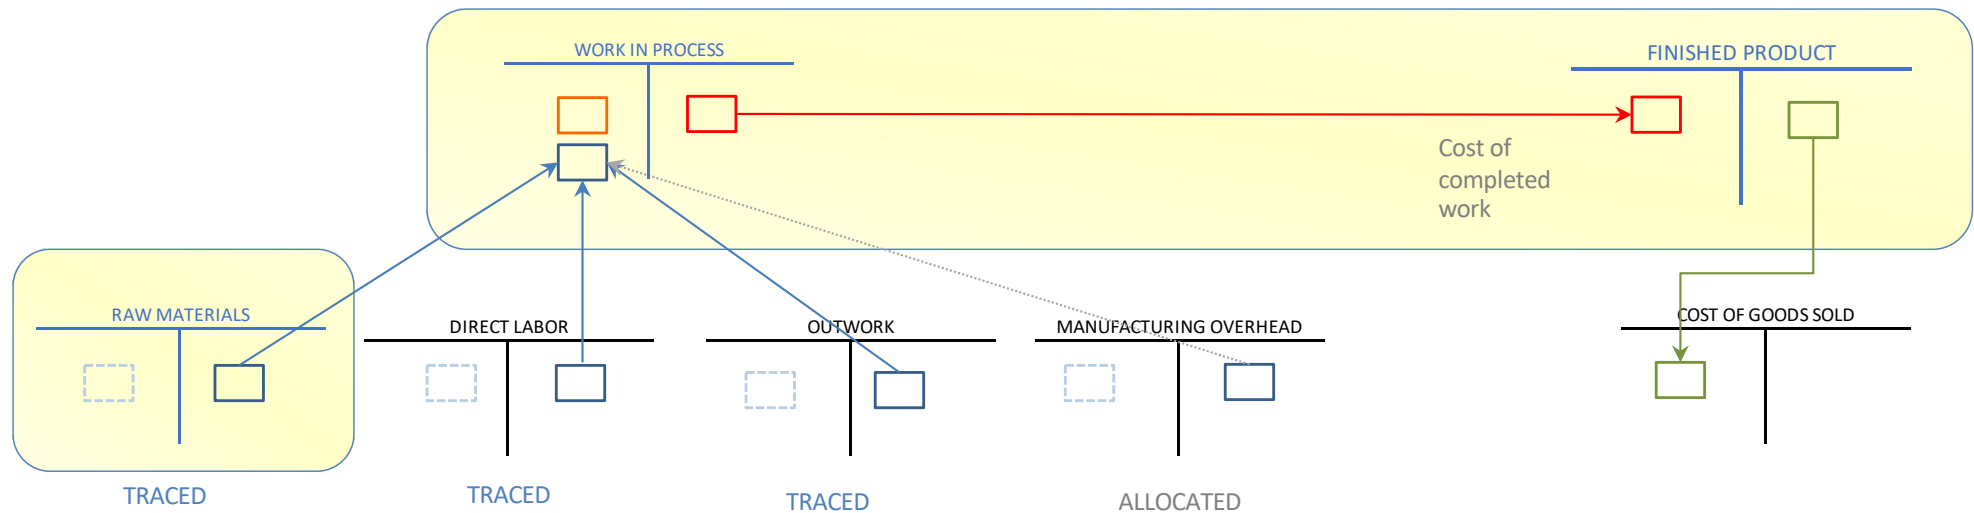 WORK IN PROCESS
FINISHED PRODUCT
Cost of
completed
work
RAW MATERIALS
DIRECT LABOR
OUTWORK
MANUFACTURING OVERHEAD
COST OF GOODS SOLD
TRACED
TRACED
TRACED
ALLOCATED